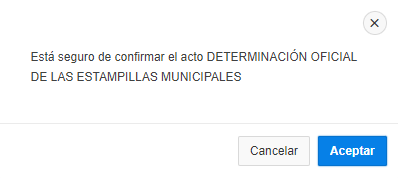 Está seguro de confirmar el acto DETERMINACIÓN OFICIAL
DE LAS ESTAMPILLAS MUNICIPALES
Cancelar
Aceptar